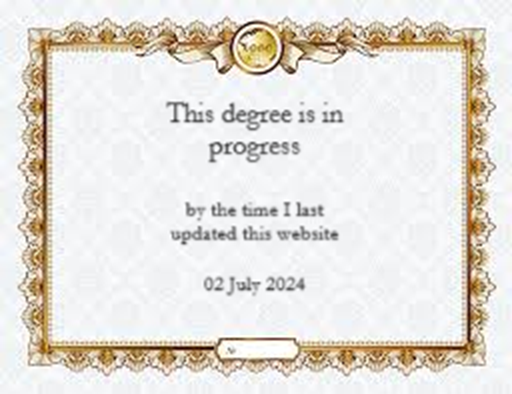 This degree is in
progress
by the time I last
updated this website
02 July 2024